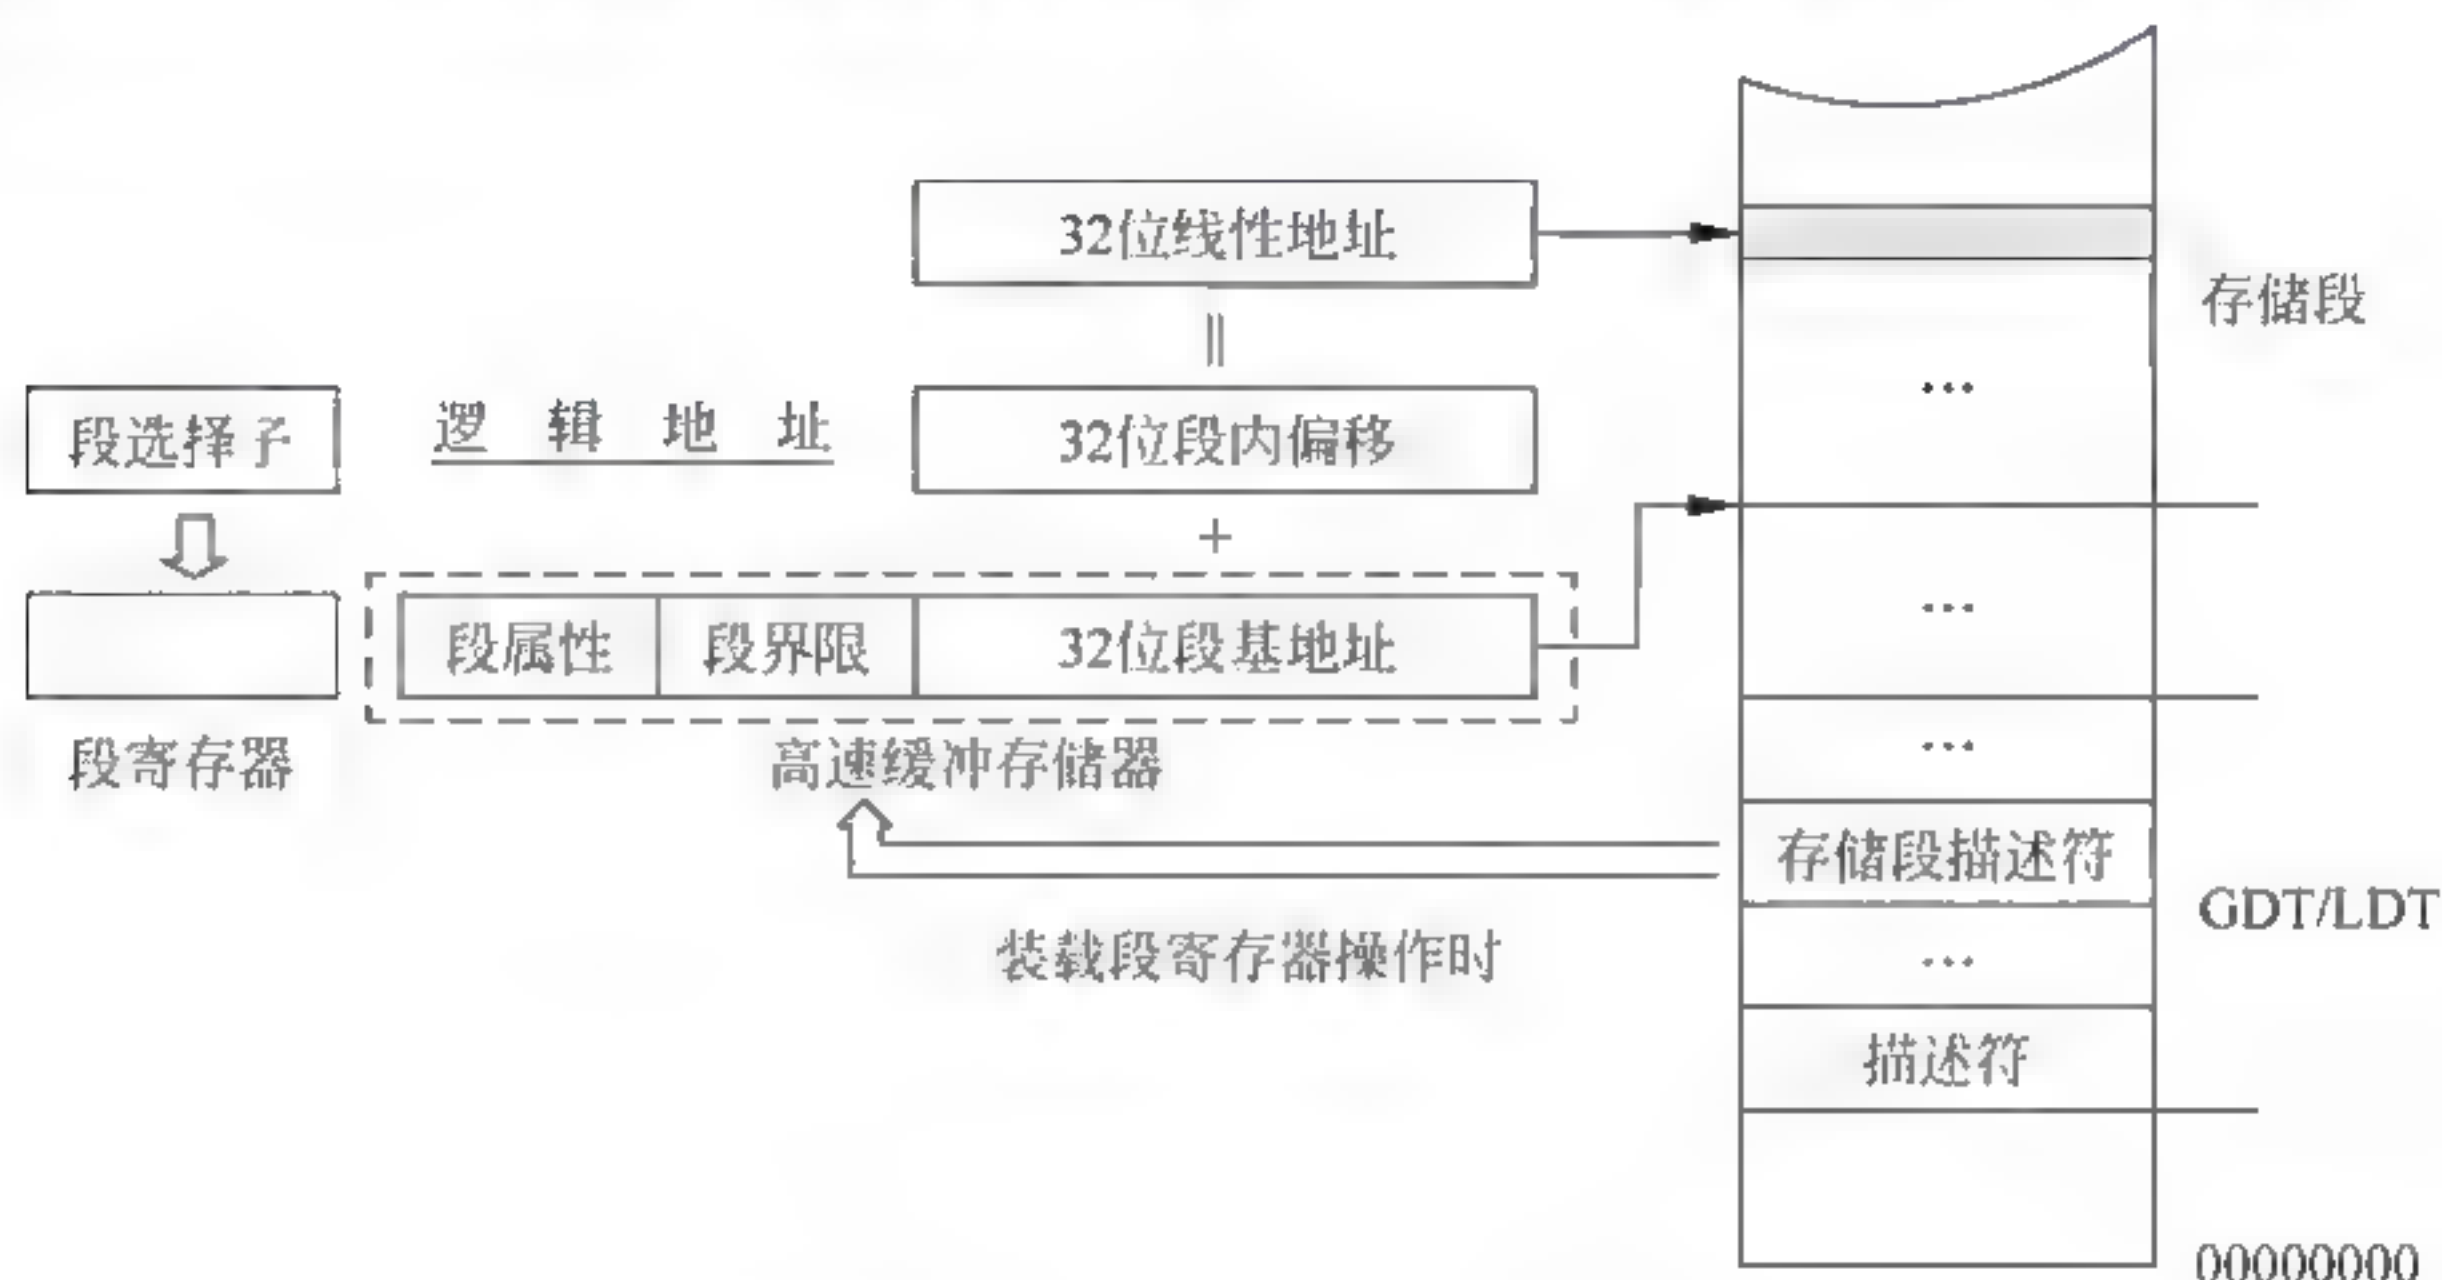 32位线性地址
存储段
...
段选择子
逻 辑 地 址
32位段内偏移
+
...
段属性
段界限
32位段基地址
段寄存器
高速缓冲存储器
...
存储段描述符
GDT/LDT
装载段寄存器操作时
...
描述符
00000000